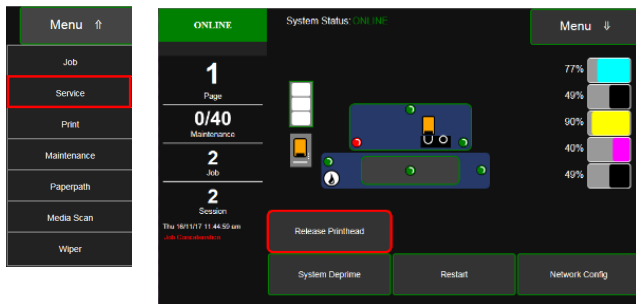 Menu ⇑
Job
Service
Print
Maintenance
Paperpath
Media Scan
Wiper
ONLINE
System Status: ONLINE
Menu ⇓
1
Page
0/40
Maintenance
2
Job
2
Session
Thu 16/11/17 11.44.59 am
Job Concatenation
77%
49%
90%
40%
49%
Release Printhead
System Deprime
Restart
Network Config